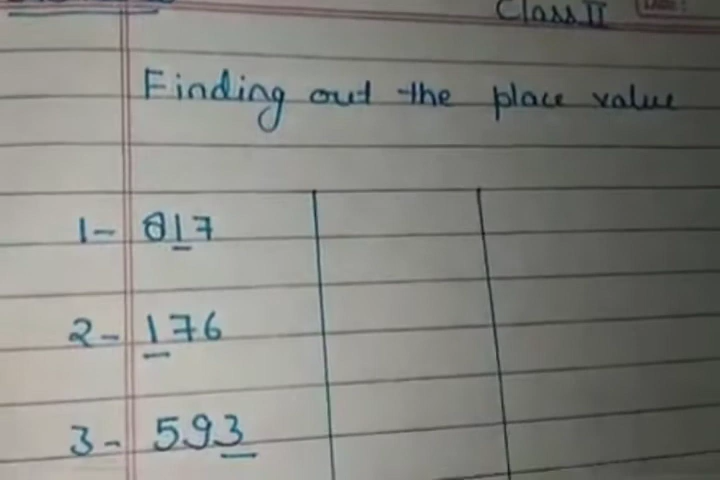 Class II
Finding out the place value
1- 817
2- 176
3- 593